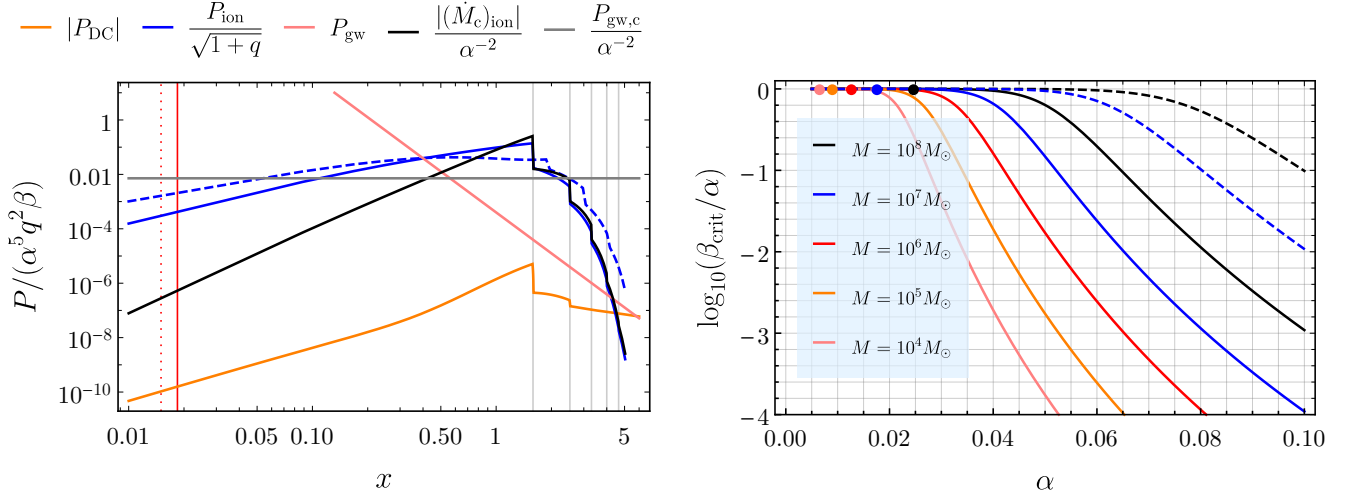 |P_DC| P_ion/√(1 + q) P_gw |(Ṁ_c)_ion|/α^−2 P_gw,c/α^−2
P/(α^5 q^2 β)
1
0.01
10^−4
10^−6
10^−8
10^−10
0.01 0.05 0.10 0.50 1 5
x
log_10(β_crit/α)
0
−1
−2
−3
−4
M = 10^8 M_⊙
M = 10^7 M_⊙
M = 10^6 M_⊙
M = 10^5 M_⊙
M = 10^4 M_⊙
0.00 0.02 0.04 0.06 0.08 0.10
α